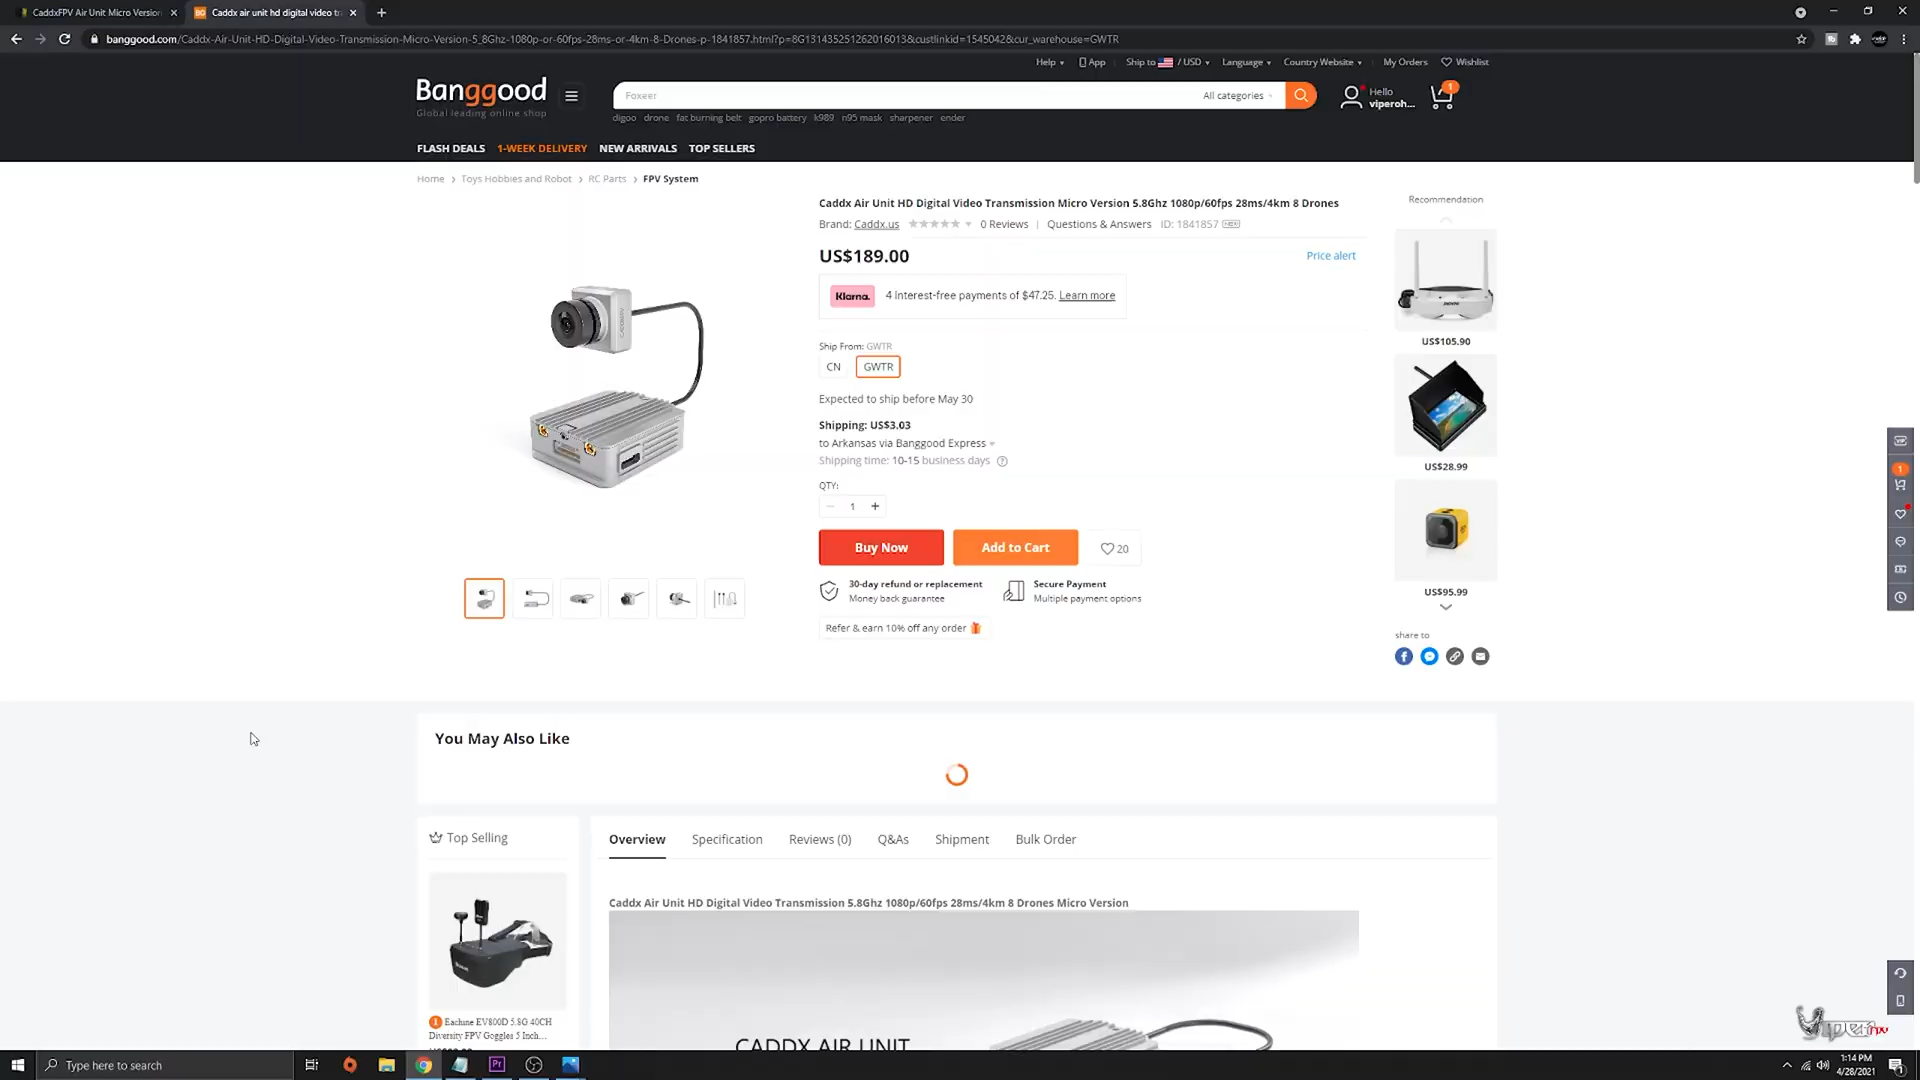 CaddxFPV Air Unit Micro Version
Caddx air unit hd digital video tr
banggood.com/Caddx-Air-Unit-HD-Digital-Video-Transmission-Micro-Version-5_8Ghz-1080p-or-60fps-28ms-or-4km-8-Drones-p-1841857.html?p=8G131435251262016013&custlinkid=1545042&cur_warehouse=GWTR
Help App Ship to / USD Language Country Website My Orders Wishlist
Banggood
Global leading online shop
Foxeer
All categories
Hello
viperoh...
1
digoo drone fat burning belt gopro battery k989 n95 mask sharpener ender
FLASH DEALS 1-WEEK DELIVERY NEW ARRIVALS TOP SELLERS
Home > Toys Hobbies and Robot > RC Parts > FPV System
Caddx Air Unit HD Digital Video Transmission Micro Version 5.8Ghz 1080p/60fps 28ms/4km 8 Drones
Brand: Caddx.us 0 Reviews | Questions & Answers ID: 1841857
US$189.00
Price alert
Klarna. 4 interest-free payments of $47.25. Learn more
Ship From: GWTR
CN GWTR
Expected to ship before May 30
Shipping: US$3.03
to Arkansas via Banggood Express
Shipping time: 10-15 business days
QTY:
1 +
Buy Now Add to Cart 20
30-day refund or replacement
Money back guarantee
Secure Payment
Multiple payment options
Refer & earn 10% off any order
Recommendation
US$105.90
US$28.99
US$95.99
share to
1
You May Also Like
Top Selling
Overview Specification Reviews (0) Q&As Shipment Bulk Order
Caddx Air Unit HD Digital Video Transmission 5.8Ghz 1080p/60fps 28ms/4km 8 Drones Micro Version
CADDX AIR UNIT
1 Eachine EV800D 5.8G 40CH
Diversity FPV Goggles 5 Inch...
Viper FPV
Type here to search
Pr
1:14 PM
4/28/2021